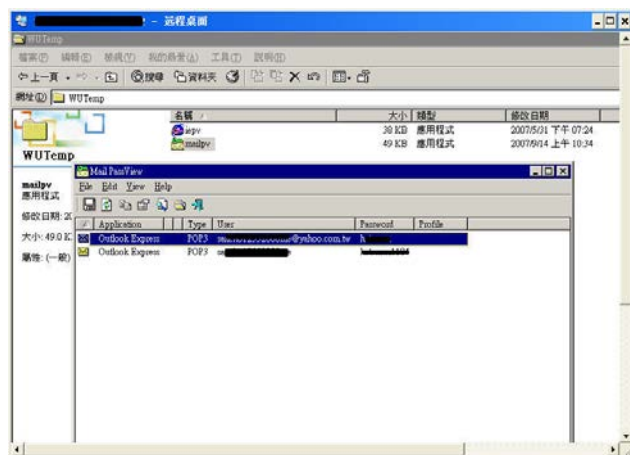 - 远程桌面
WUTemp
檔案(F) 編輯(E) 檢視(V) 我的最愛(A) 工具(T) 說明(H)
上一頁 搜尋 資料夾
網址(D) WUTemp
名稱 大小 類型 修改日期
iepv 38 KB 應用程式 2007/5/31 下午 07:24
mailpv 49 KB 應用程式 2007/9/14 上午 10:34
WUTemp
mailpv
應用程式
修改日期: 20
大小: 49.0 K
屬性: (一般)
Mail PassView
File Edit View Help
Application Type User Password Profile
Outlook Express POP3 @yahoo.com.tw h
Outlook Express POP3